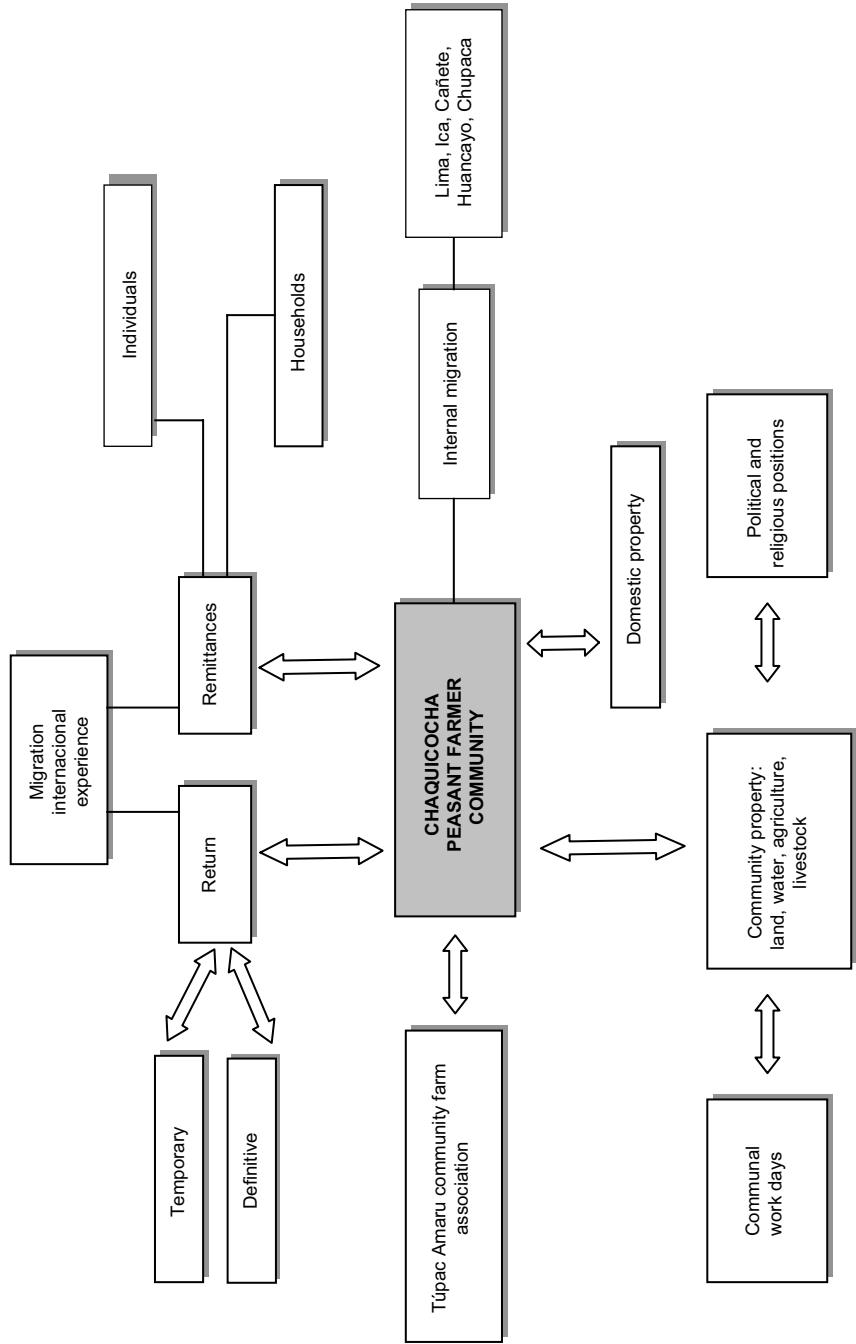 Migration
internacional
experience
Return
Remittances
Individuals
Households
Temporary
Definitive
Túpac Amaru community farm
association
CHAQUICOCHA
PEASANT FARMER
COMMUNITY
Internal migration
Lima, Ica, Cañete,
Huancayo, Chupaca
Domestic property
Communal
work days
Community property:
land, water, agriculture,
livestock
Political and
religious positions